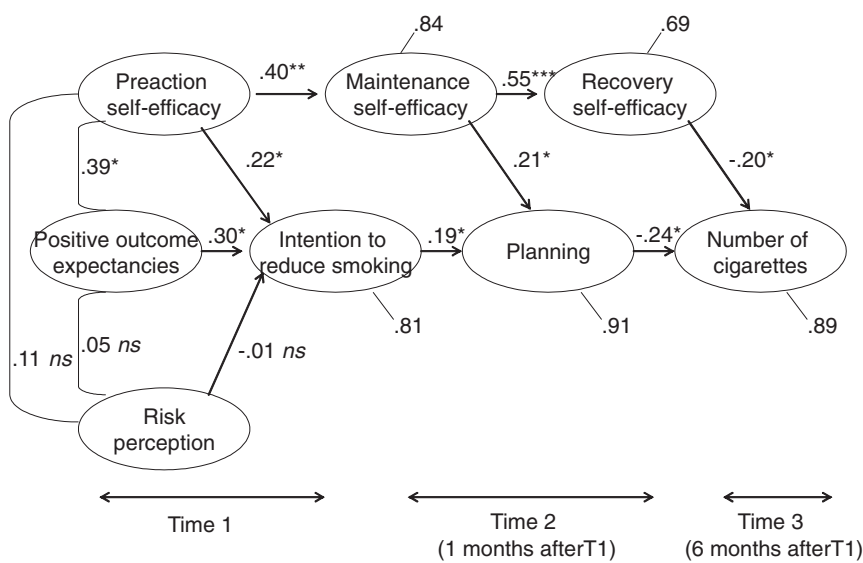 .84
.69
Preaction
self-efficacy
.40**
Maintenance
self-efficacy
.55***
Recovery
self-efficacy
.39*
.22*
.21*
-.20*
Positive outcome
expectancies
.30*
Intention to
reduce smoking
.19*
Planning
-.24*
Number of
cigarettes
.81
.91
.89
.11 ns
.05 ns
-.01 ns
Risk
perception
Time 1
Time 2
(1 months afterT1)
Time 3
(6 months afterT1)